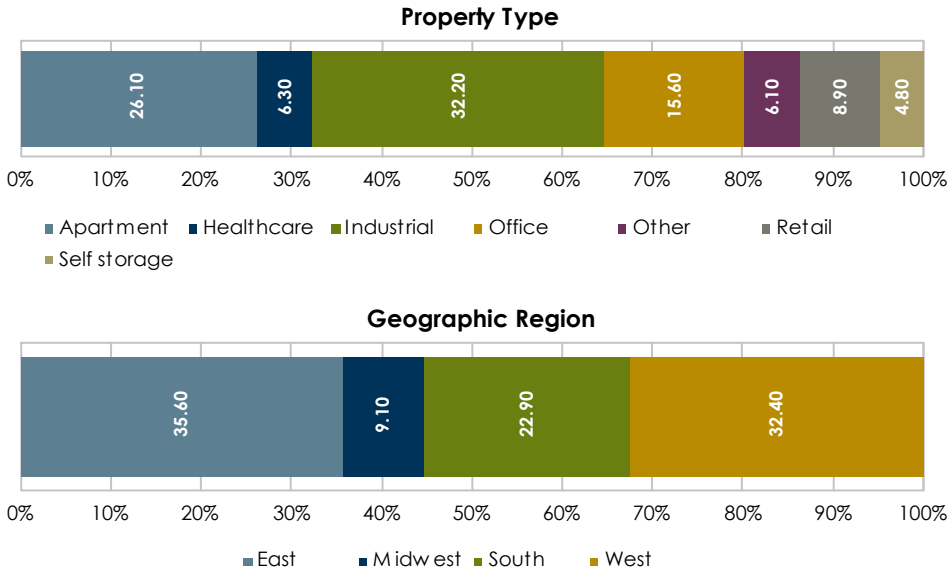 Property Type
26.10 6.30 32.20 15.60 6.10 8.90 4.80
0% 10% 20% 30% 40% 50% 60% 70% 80% 90% 100%
Apartment Healthcare Industrial Office Other Retail
Self storage
Geographic Region
35.60 9.10 22.90 32.40
0% 10% 20% 30% 40% 50% 60% 70% 80% 90% 100%
East Midwest South West